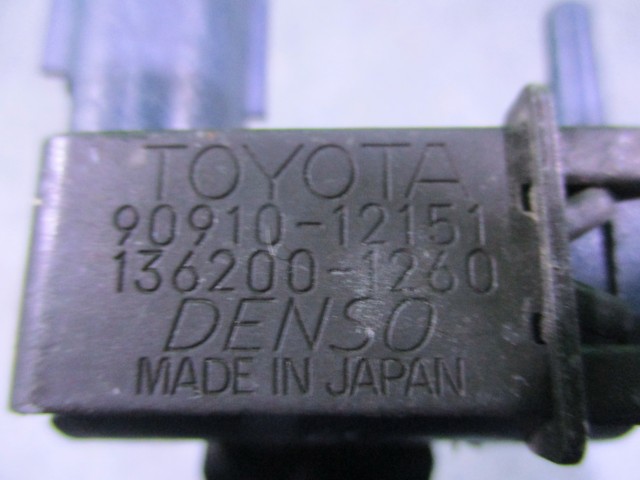 TOYOTA
90910-12151
136200-1260
DENSO
MADE IN JAPAN